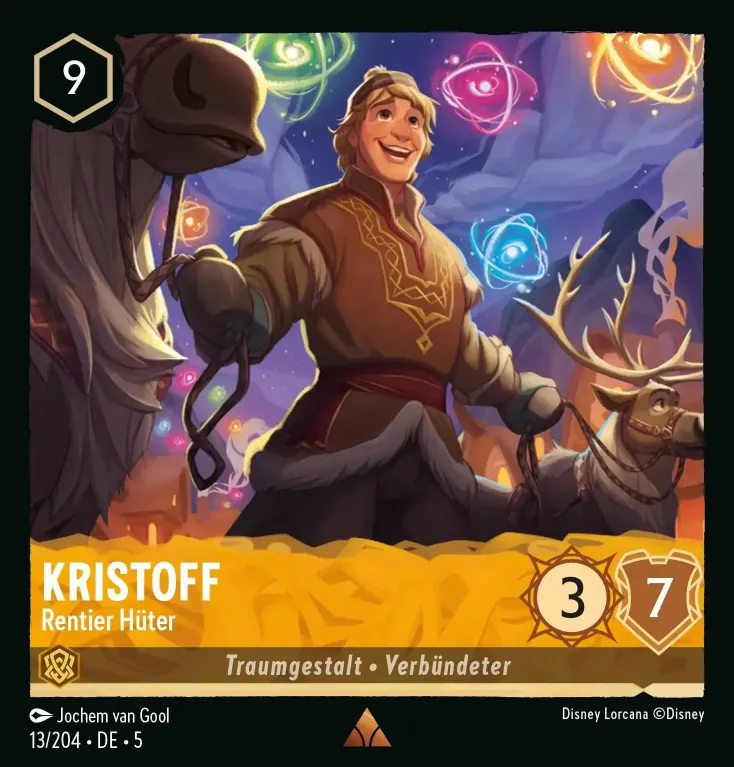 9
KRISTOFF
Rentier Hüter
3
7
Traumgestalt • Verbündeter
Jochem van Gool
Disney Lorcana ©Disney
13/204 • DE • 5